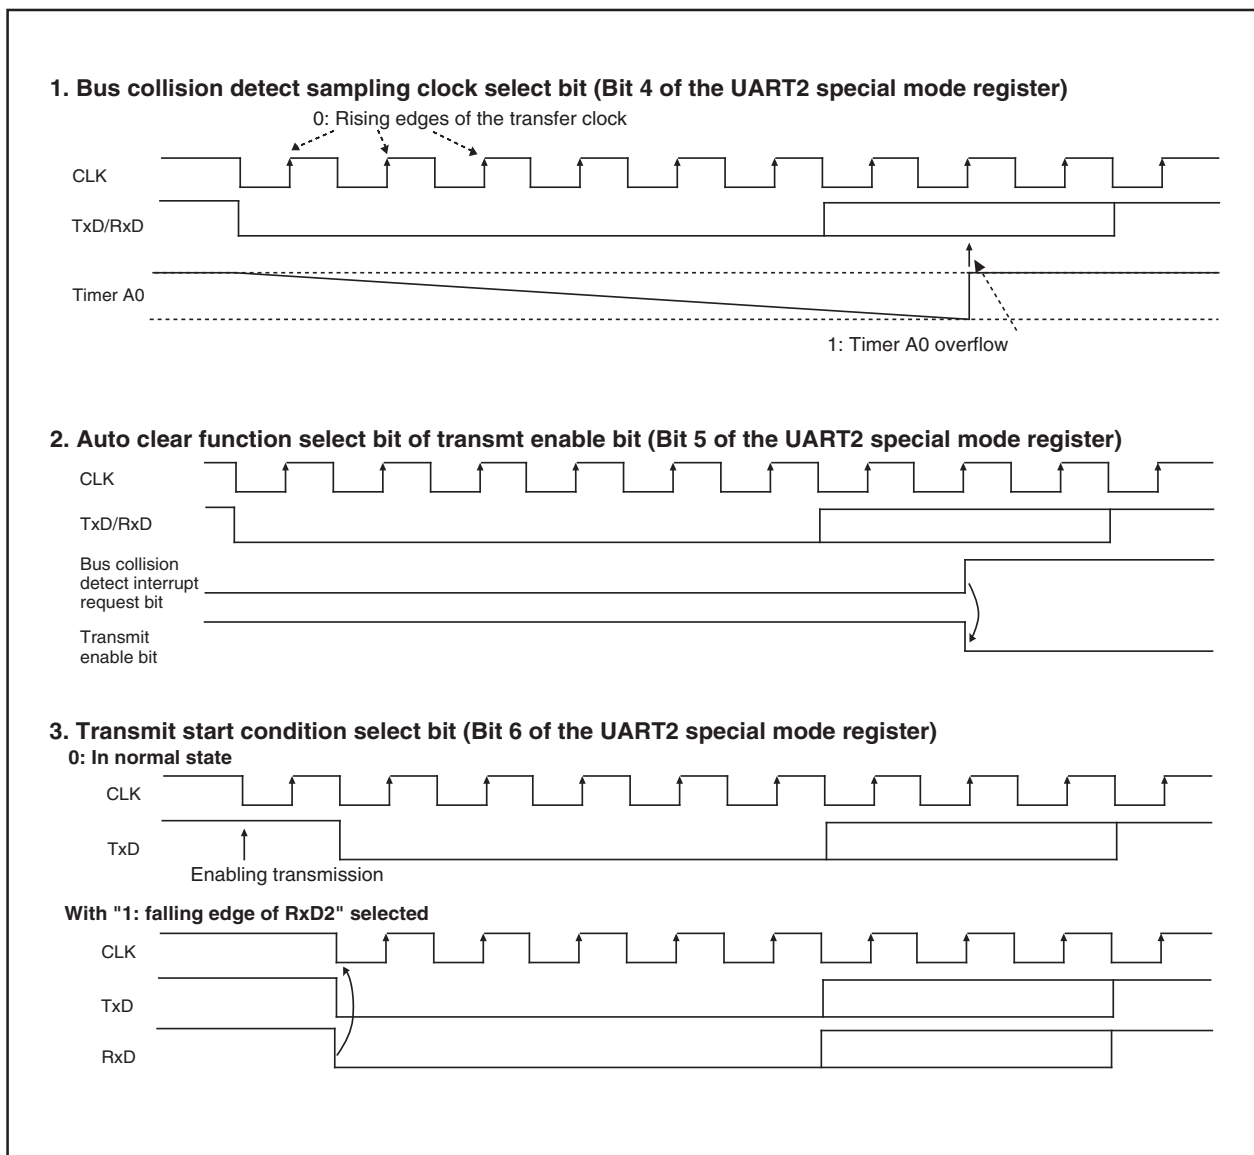 1. Bus collision detect sampling clock select bit (Bit 4 of the UART2 special mode register)
0: Rising edges of the transfer clock
CLK
TxD/RxD
Timer A0
1: Timer A0 overflow
2. Auto clear function select bit of transmt enable bit (Bit 5 of the UART2 special mode register)
CLK
TxD/RxD
Bus collision
detect interrupt
request bit
Transmit
enable bit
3. Transmit start condition select bit (Bit 6 of the UART2 special mode register)
0: In normal state
CLK
TxD
Enabling transmission
With "1: falling edge of RxD2" selected
CLK
TxD
RxD